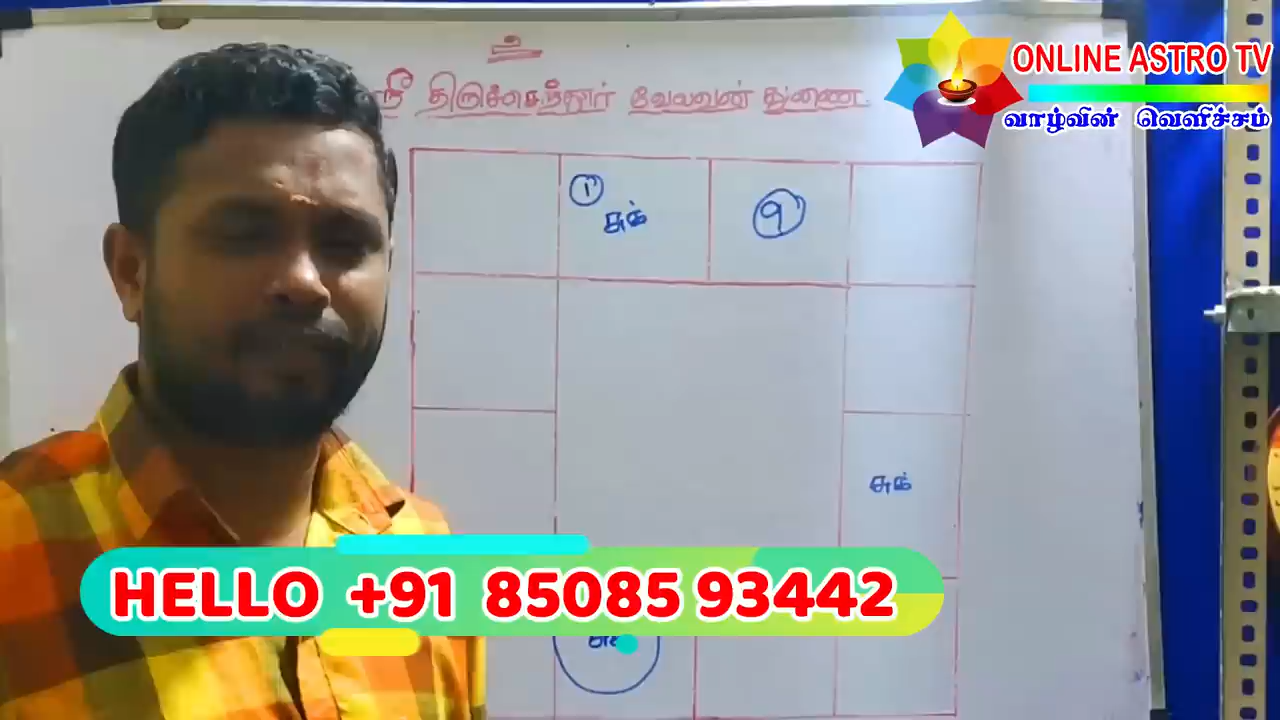 உ
ஸ்ரீ திருச்செந்தூர் வேலவன் துணை.
ONLINE ASTRO TV
வாழ்வின் வெளிச்சம்
1
சுக்
9
சுக்
HELLO +91 85085 93442